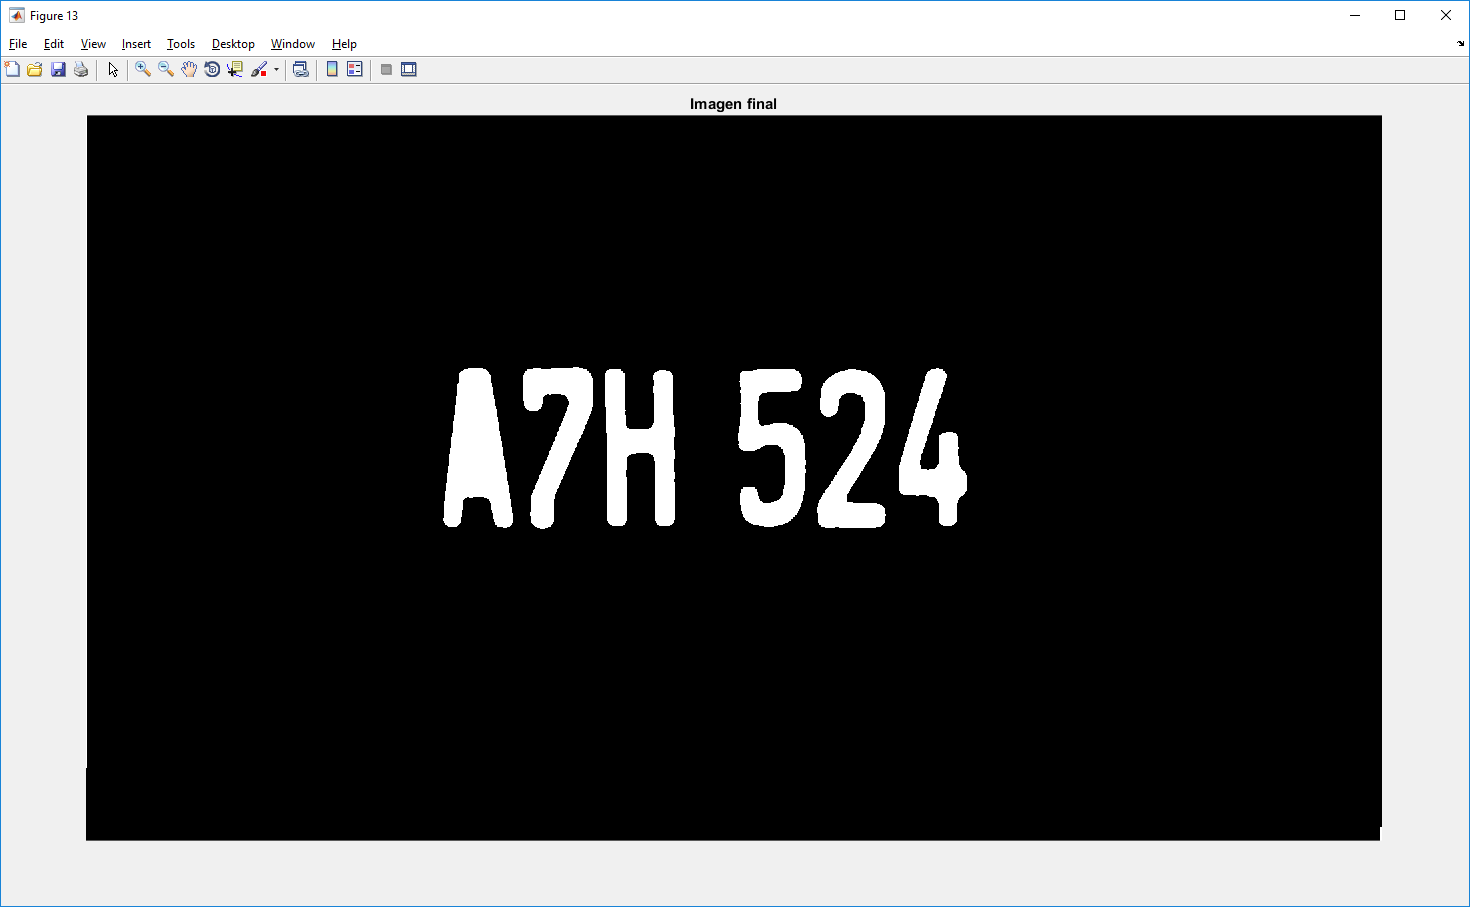 Figure 13
File Edit View Insert Tools Desktop Window Help
Imagen final
A7H 524